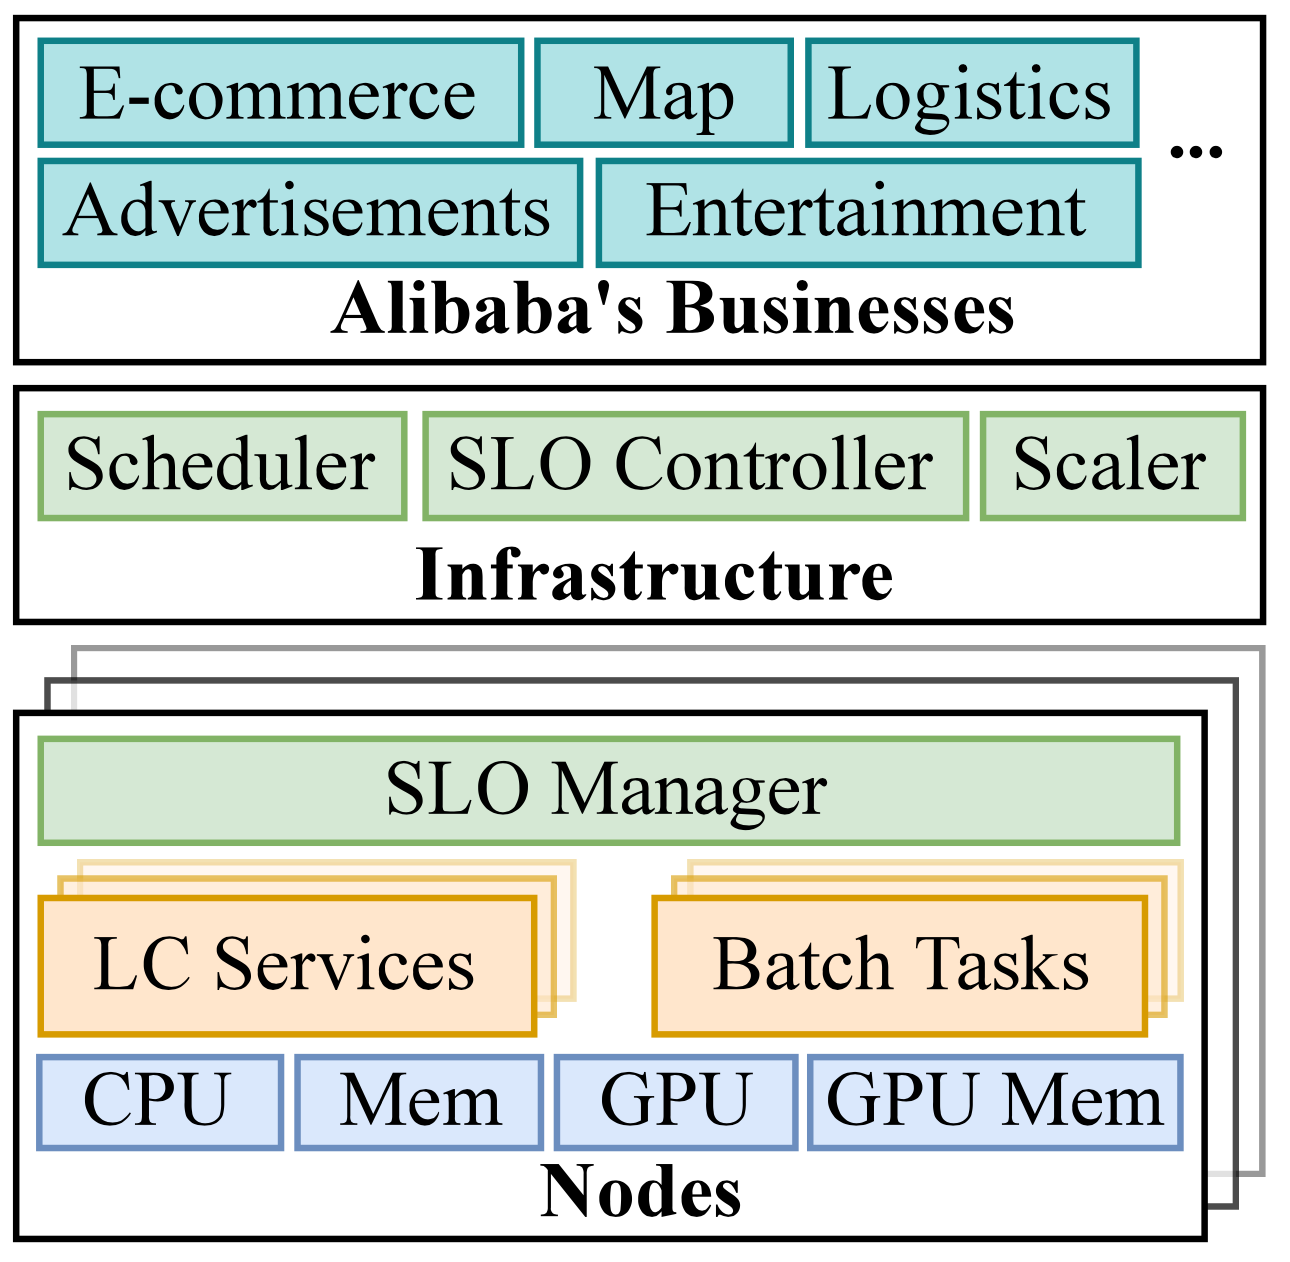 E-commerce Map Logistics
...
Advertisements Entertainment
Alibaba's Businesses
Scheduler SLO Controller Scaler
Infrastructure
SLO Manager
LC Services Batch Tasks
CPU Mem GPU GPU Mem
Nodes